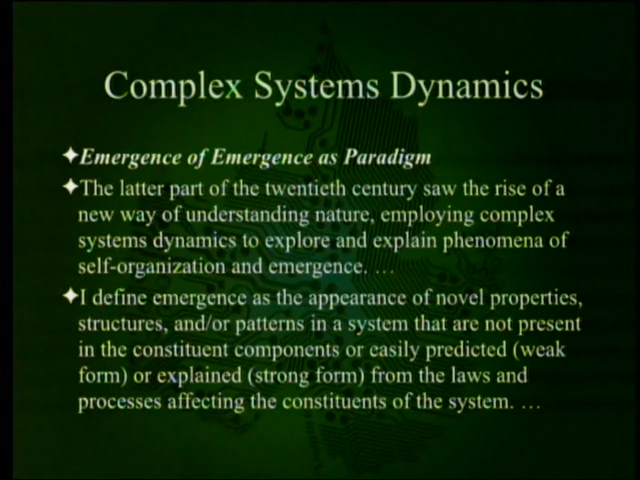 Complex Systems Dynamics
✦Emergence of Emergence as Paradigm
✦The latter part of the twentieth century saw the rise of a
new way of understanding nature, employing complex
systems dynamics to explore and explain phenomena of
self-organization and emergence. …
✦I define emergence as the appearance of novel properties,
structures, and/or patterns in a system that are not present
in the constituent components or easily predicted (weak
form) or explained (strong form) from the laws and
processes affecting the constituents of the system. …